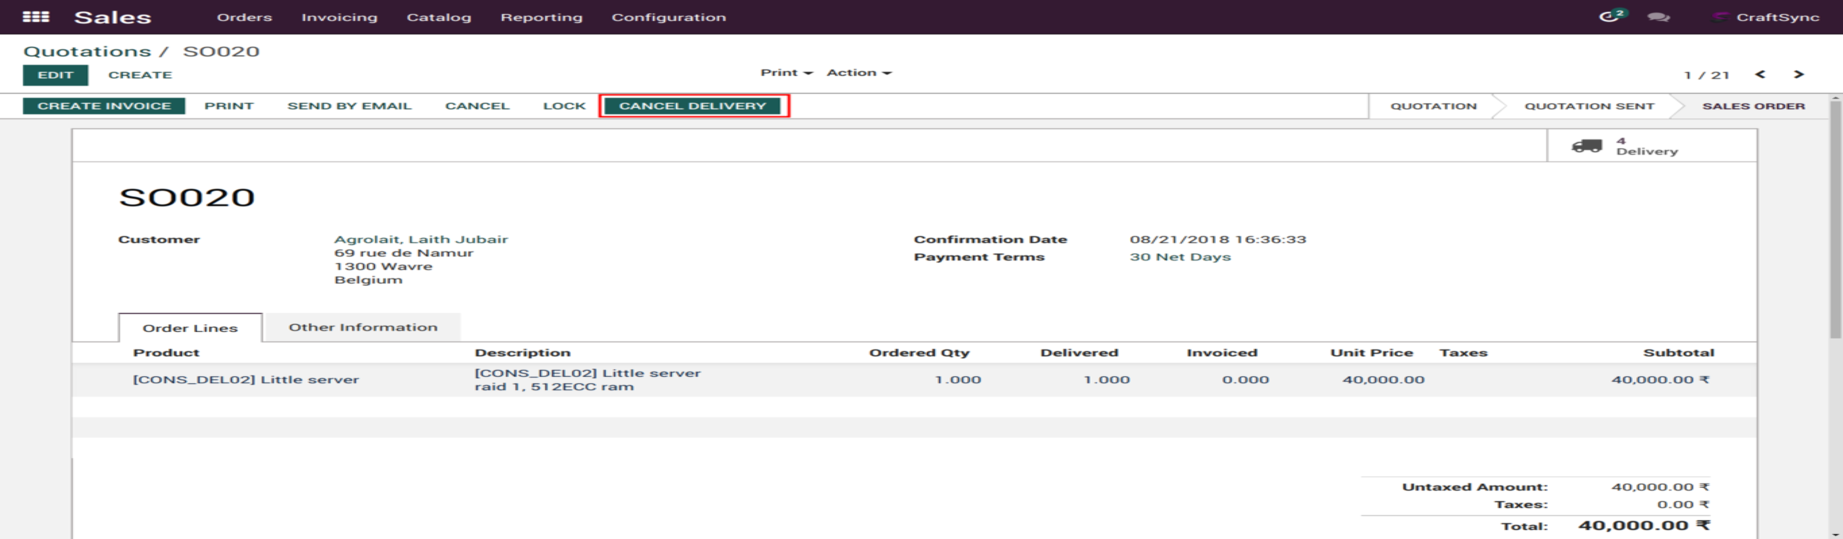 Sales Orders Invoicing Catalog Reporting Configuration 2 CraftSync
Quotations / SO020
EDIT CREATE Print Action 1 / 21
CREATE INVOICE PRINT SEND BY EMAIL CANCEL LOCK CANCEL DELIVERY QUOTATION QUOTATION SENT SALES ORDER
4
Delivery
SO020
Customer Agrolait, Laith Jubair
69 rue de Namur
1300 Wavre
Belgium
Confirmation Date 08/21/2018 16:36:33
Payment Terms 30 Net Days
Order Lines Other Information
Product Description Ordered Qty Delivered Invoiced Unit Price Taxes Subtotal
[CONS_DEL02] Little server [CONS_DEL02] Little server 1.000 1.000 0.000 40,000.00 40,000.00 ₹
raid 1, 512ECC ram
Untaxed Amount: 40,000.00 ₹
Taxes: 0.00 ₹
Total: 40,000.00 ₹